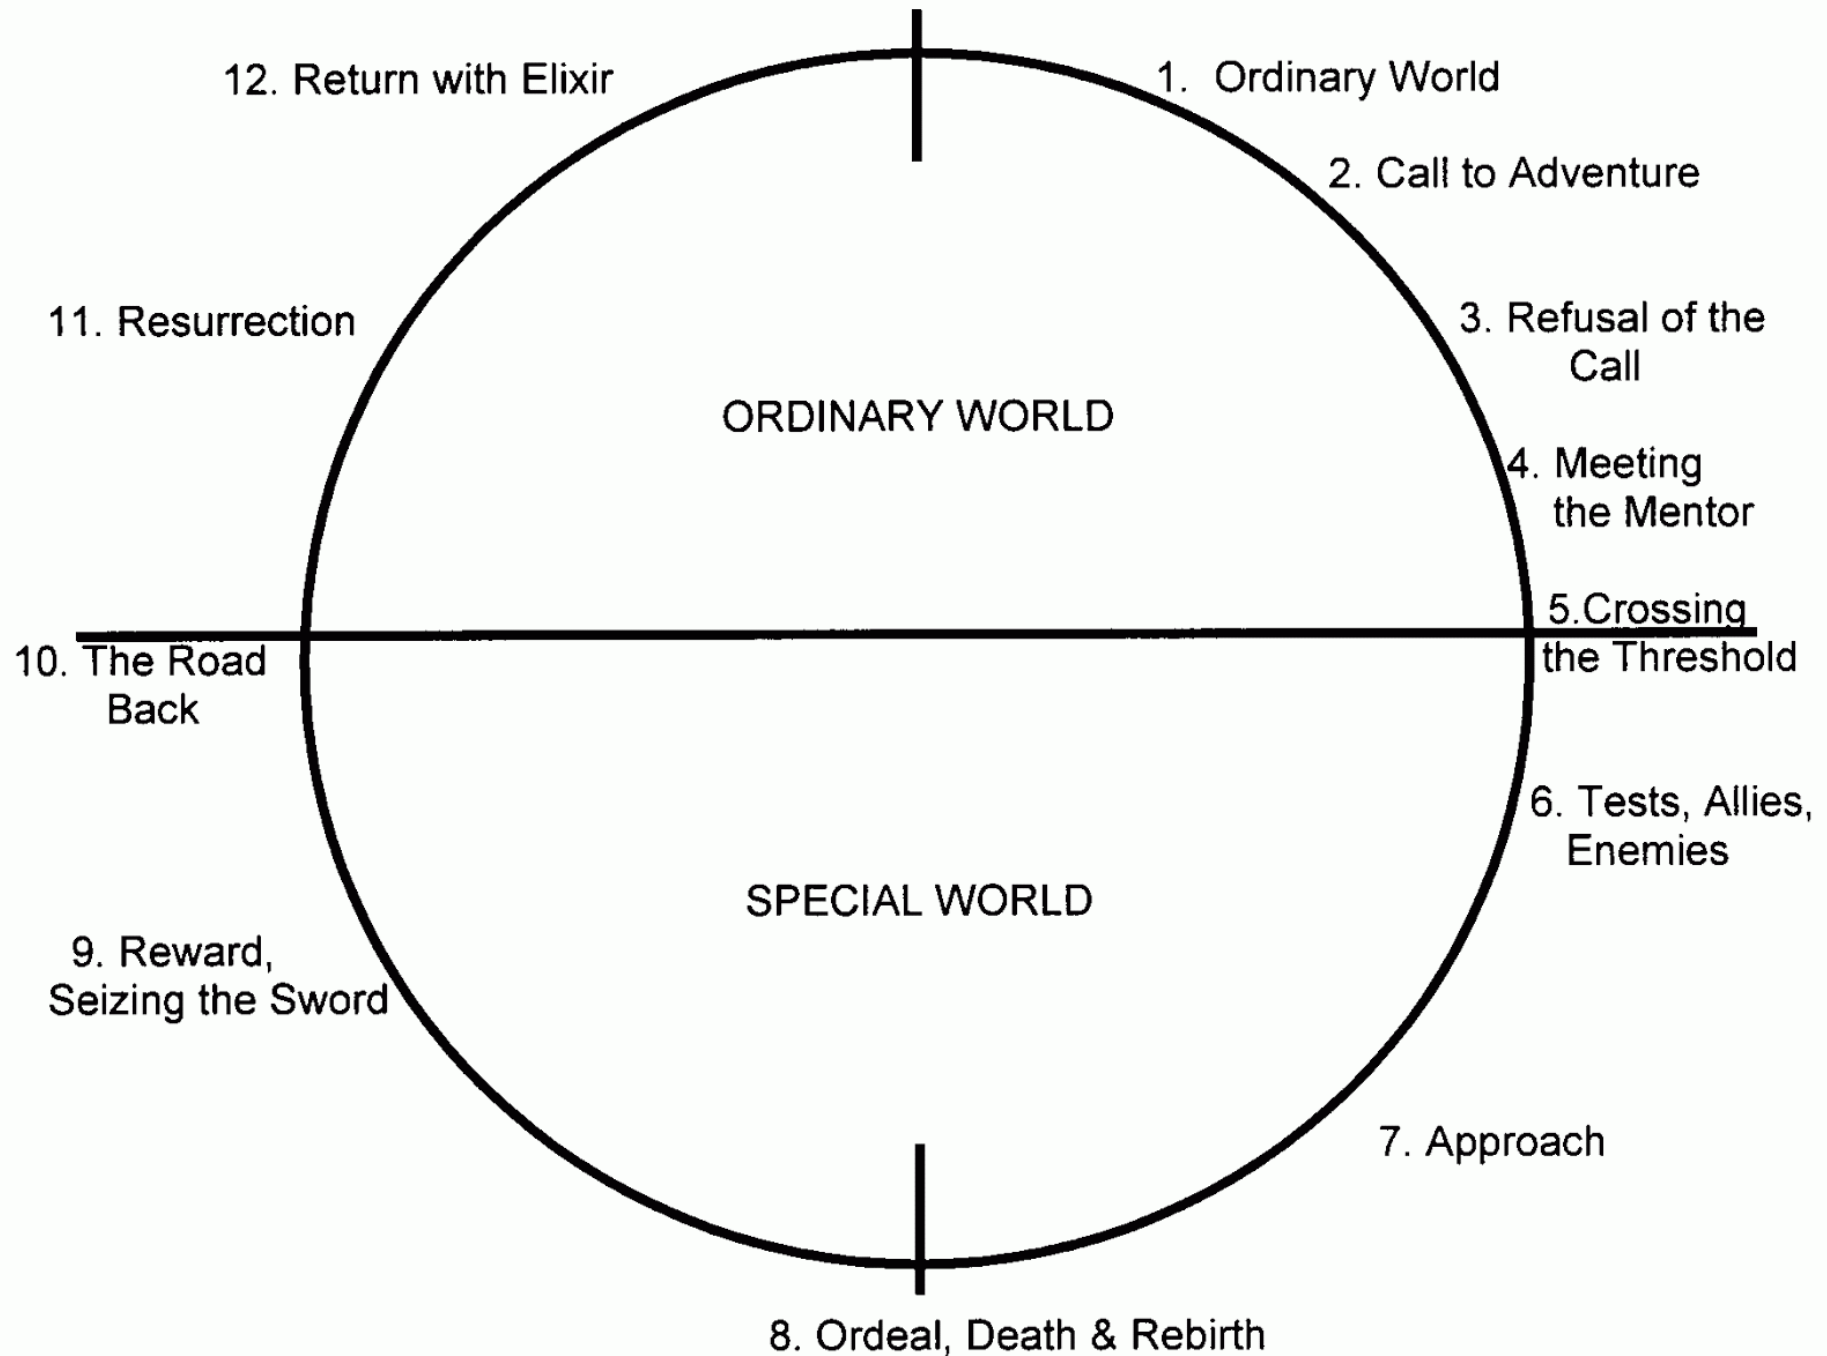 12. Return with Elixir
1. Ordinary World
2. Call to Adventure
11. Resurrection
3. Refusal of the
Call
ORDINARY WORLD
4. Meeting
the Mentor
5.Crossing
the Threshold
10. The Road
Back
6. Tests, Allies,
Enemies
SPECIAL WORLD
9. Reward,
Seizing the Sword
7. Approach
8. Ordeal, Death & Rebirth